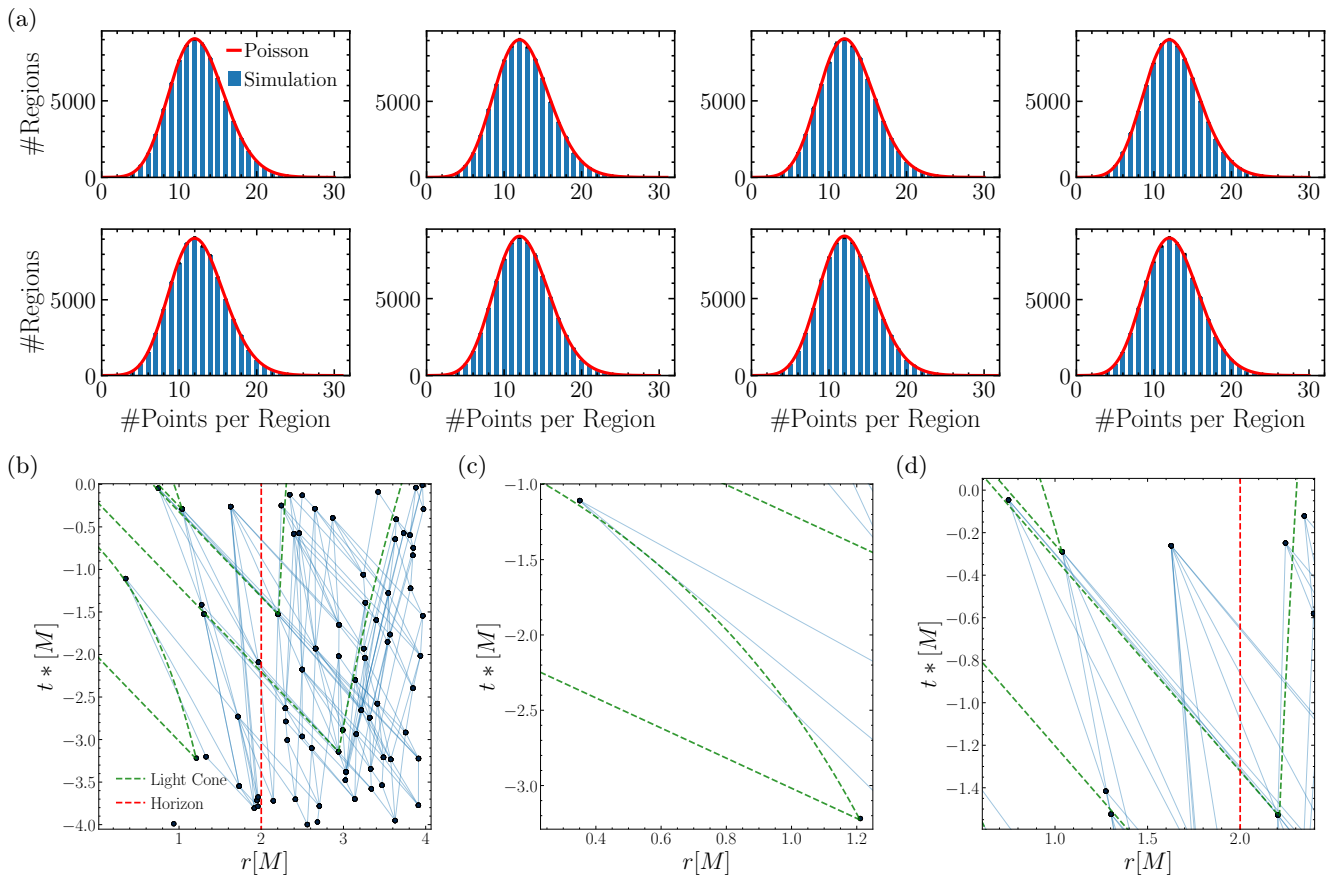 (a)
#Regions
5000
0
0 10 20 30
Poisson
Simulation
5000
0
0 10 20 30
5000
0
0 10 20 30
5000
0
0 10 20 30
#Regions
5000
0
0 10 20 30
#Points per Region
5000
0
0 10 20 30
#Points per Region
5000
0
0 10 20 30
#Points per Region
5000
0
0 10 20 30
#Points per Region
(b)
t * [M]
0.0
−0.5
−1.0
−1.5
−2.0
−2.5
−3.0
−3.5
−4.0
Light Cone
Horizon
1 2 3 4
r[M]
(c)
t * [M]
−1.0
−1.5
−2.0
−2.5
−3.0
0.4 0.6 0.8 1.0 1.2
r[M]
(d)
t * [M]
0.0
−0.2
−0.4
−0.6
−0.8
−1.0
−1.2
−1.4
1.0 1.5 2.0
r[M]